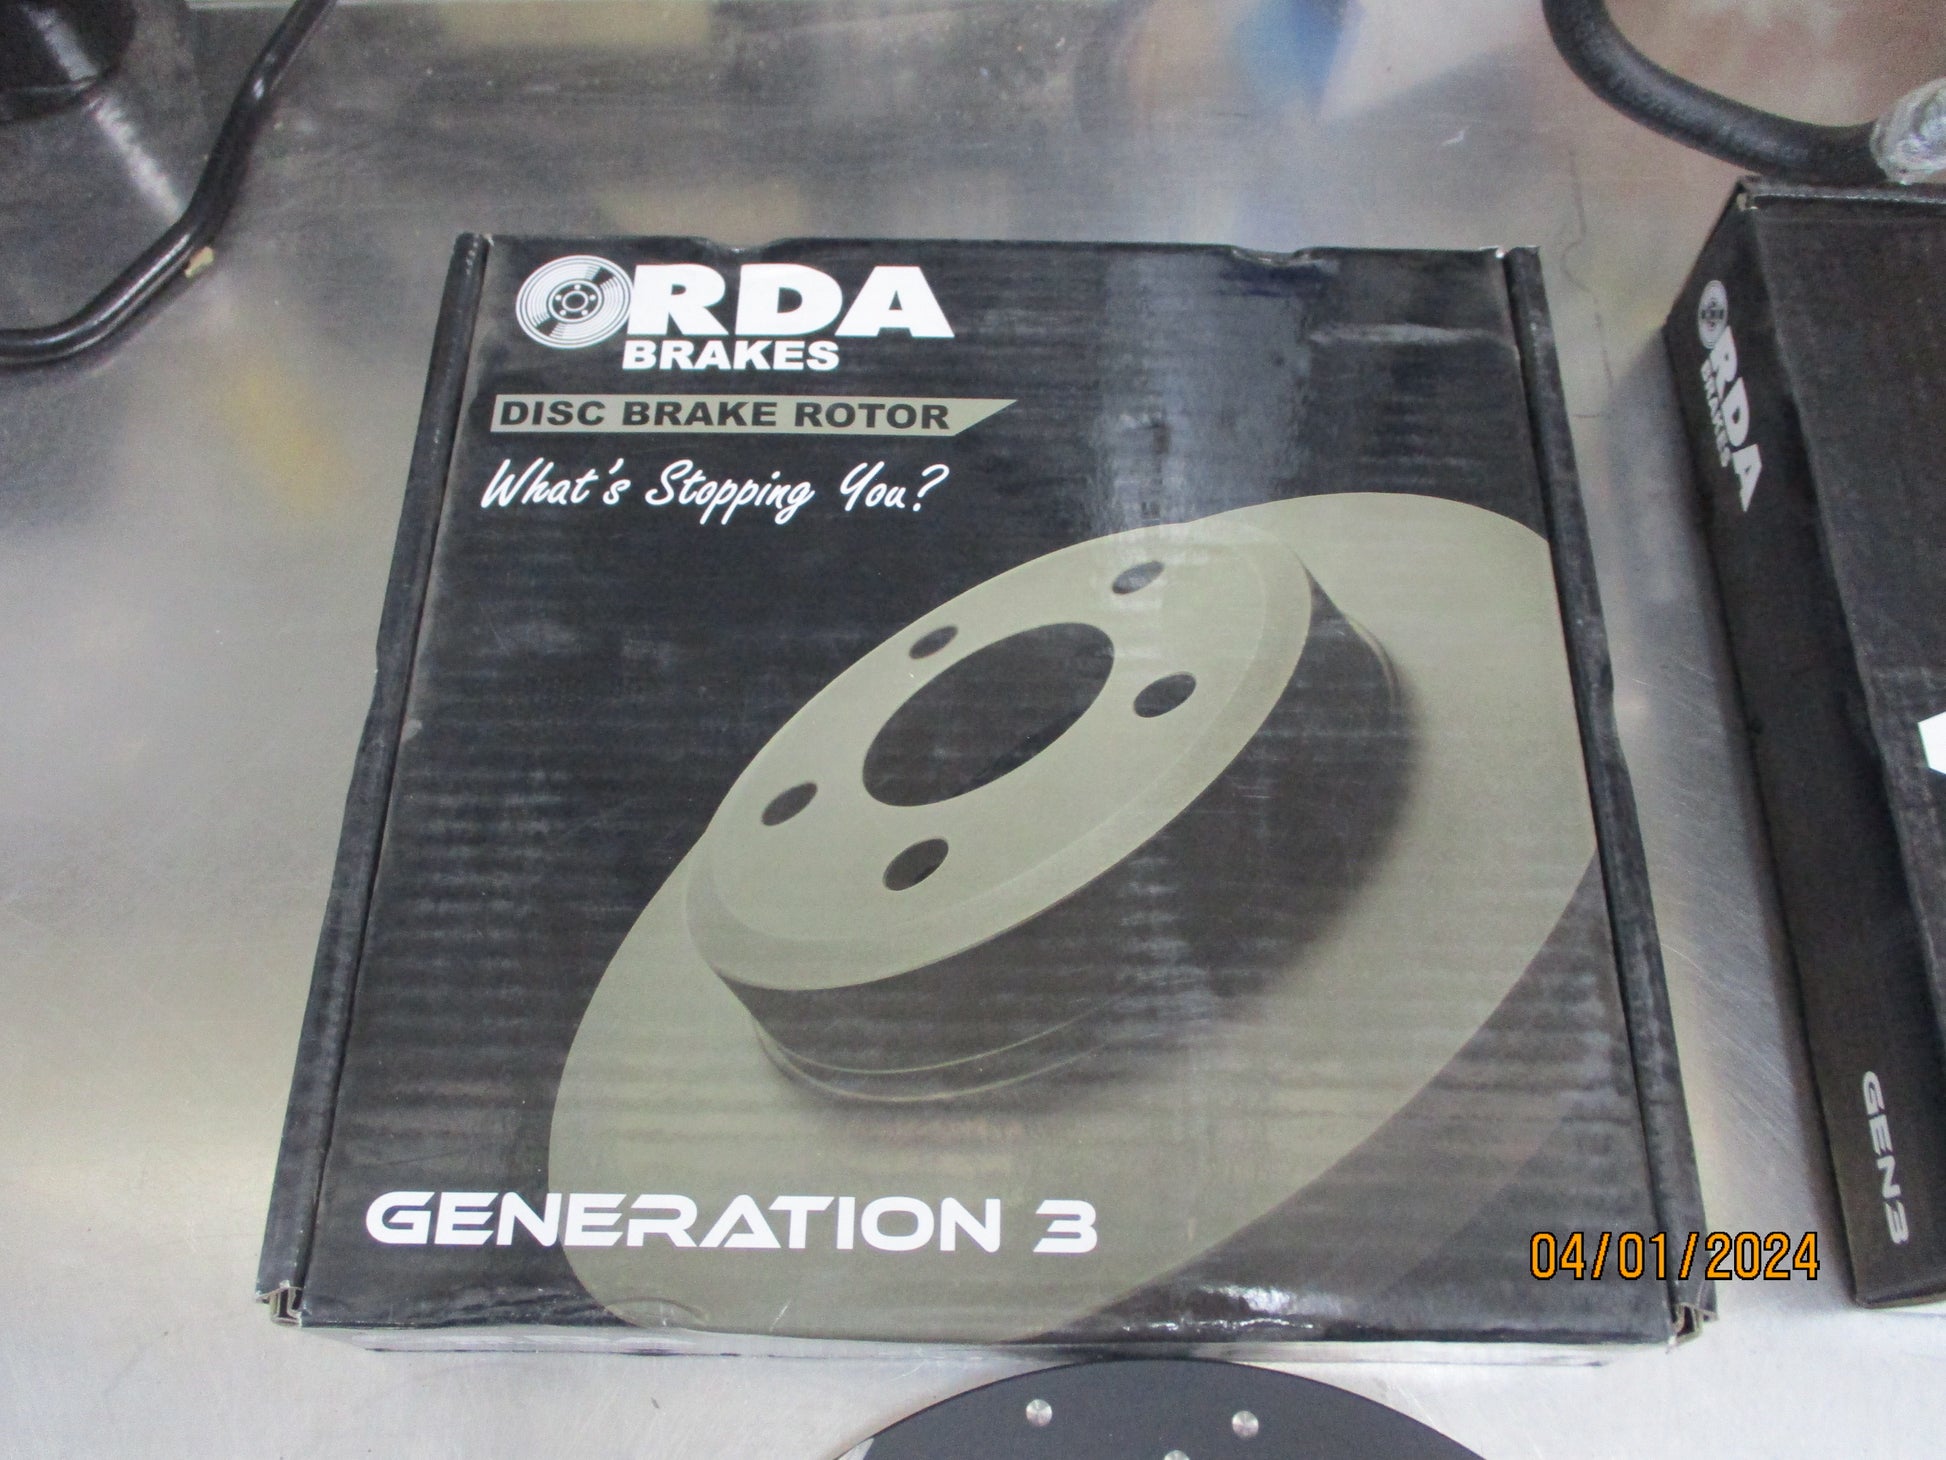 RDA
BRAKES
DISC BRAKE ROTOR
What's Stopping You?
GENERATION 3
RDA
BRAKES
GEN3
04/01/2024